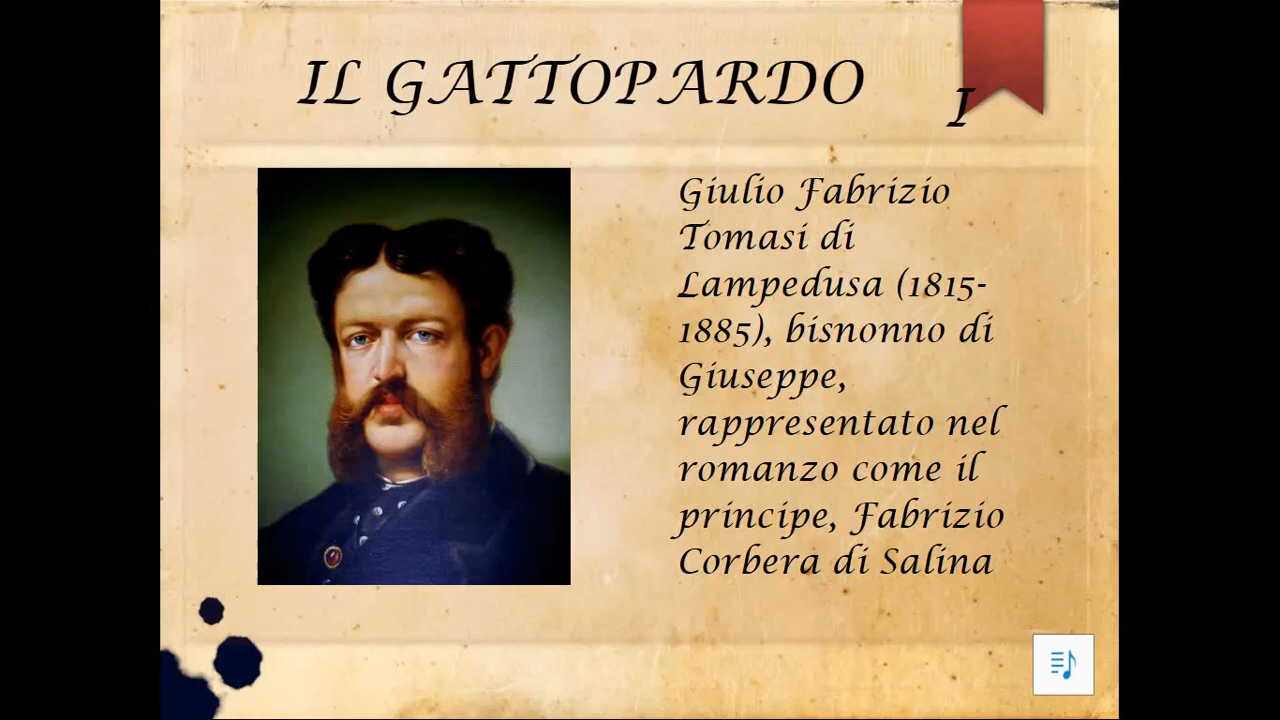 IL GATTOPARDO
I
Giulio Fabrizio
Tomasi di
Lampedusa (1815-
1885), bisnonno di
Giuseppe,
rappresentato nel
romanzo come il
principe, Fabrizio
Corbera di Salina